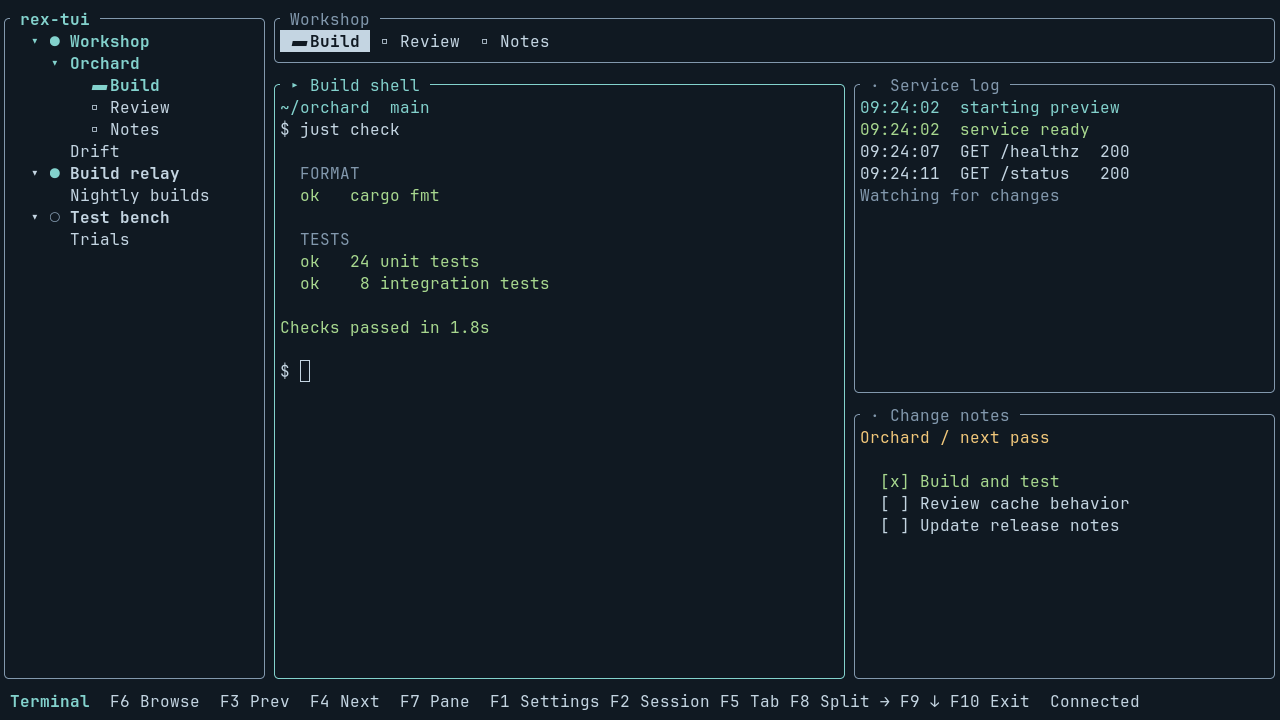 rex-tui
▾ ● Workshop
▾ Orchard
▬ Build
▫ Review
▫ Notes
Drift
▾ ● Build relay
Nightly builds
▾ ○ Test bench
Trials
Workshop
▬ Build ▫ Review ▫ Notes
▸ Build shell
~/orchard  main
$ just check
FORMAT
ok   cargo fmt
TESTS
ok   24 unit tests
ok    8 integration tests
Checks passed in 1.8s
$
· Service log
09:24:02  starting preview
09:24:02  service ready
09:24:07  GET /healthz  200
09:24:11  GET /status   200
Watching for changes
· Change notes
Orchard / next pass
[x] Build and test
[ ] Review cache behavior
[ ] Update release notes
Terminal  F6 Browse  F3 Prev  F4 Next  F7 Pane  F1 Settings F2 Session F5 Tab F8 Split → F9 ↓ F10 Exit  Connected